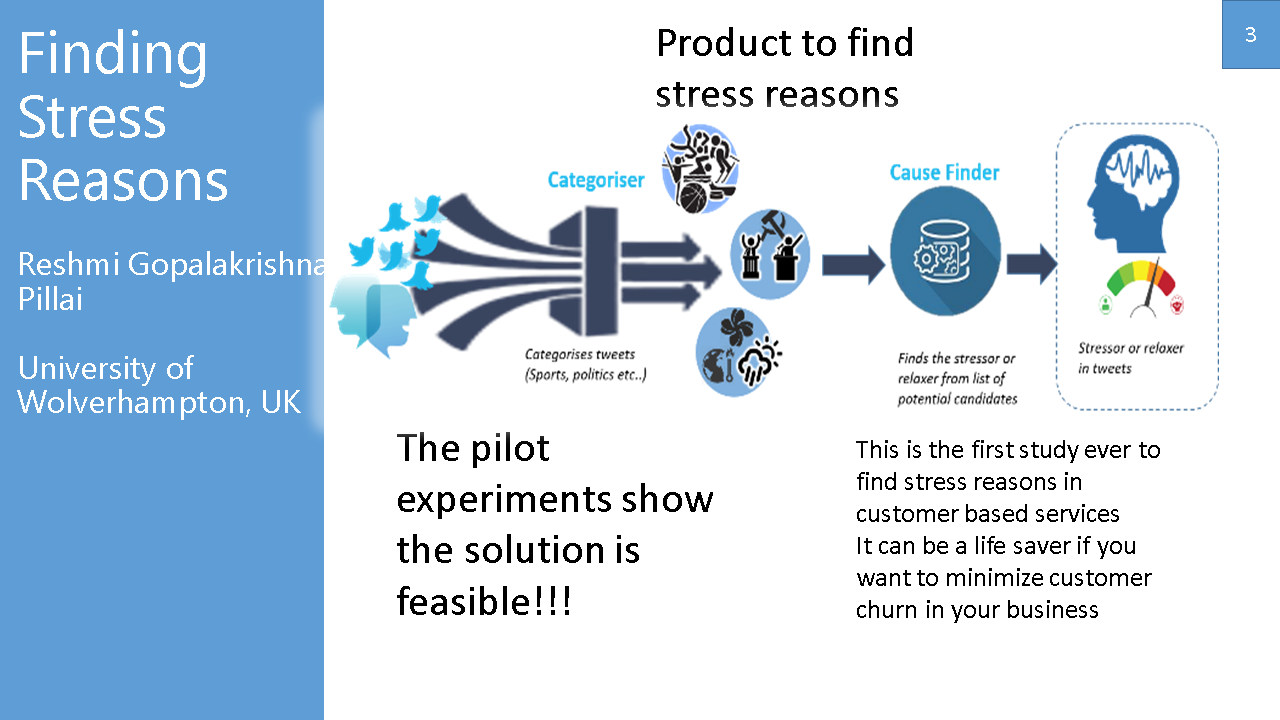 Finding
Stress
Reasons
Reshmi Gopalakrishna
Pillai
University of
Wolverhampton, UK
3
Product to find
stress reasons
Categoriser
Categorises tweets
(Sports, politics etc..)
Cause Finder
Finds the stressor or
relaxer from list of
potential candidates
Stressor or relaxer
in tweets
The pilot
experiments show
the solution is
feasible!!!
This is the first study ever to
find stress reasons in
customer based services
It can be a life saver if you
want to minimize customer
churn in your business